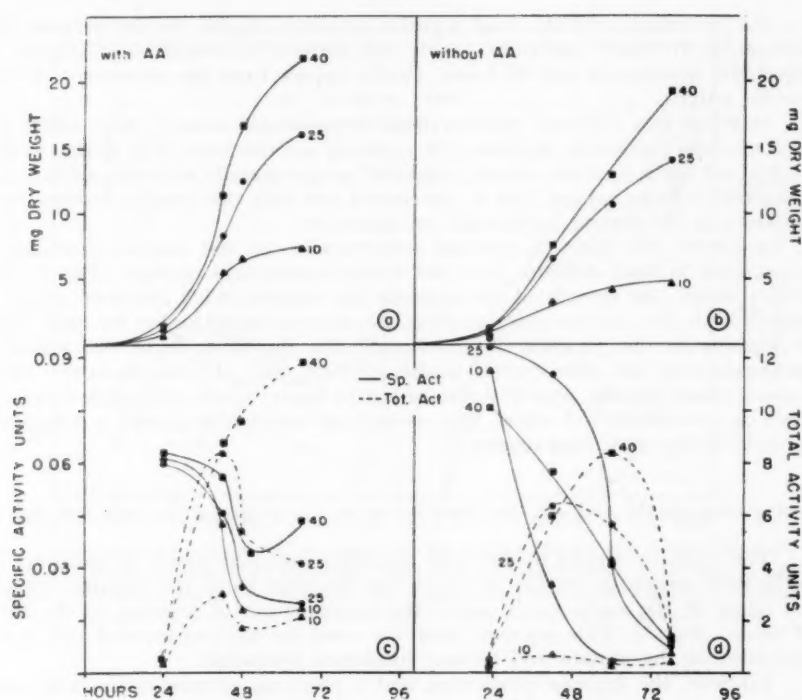 with AA
without AA
mg DRY WEIGHT
20
15
10
5
40
25
10
a
40
25
10
b
20
15
10
5
mg DRY WEIGHT
SPECIFIC ACTIVITY UNITS
0.09
0.06
0.03
40
40
25
25
10
10
c
25
10
40
Sp. Act
Tot. Act
40
25
10
d
12
10
8
6
4
2
TOTAL ACTIVITY UNITS
HOURS 24 48 72 96
24 48 72 96